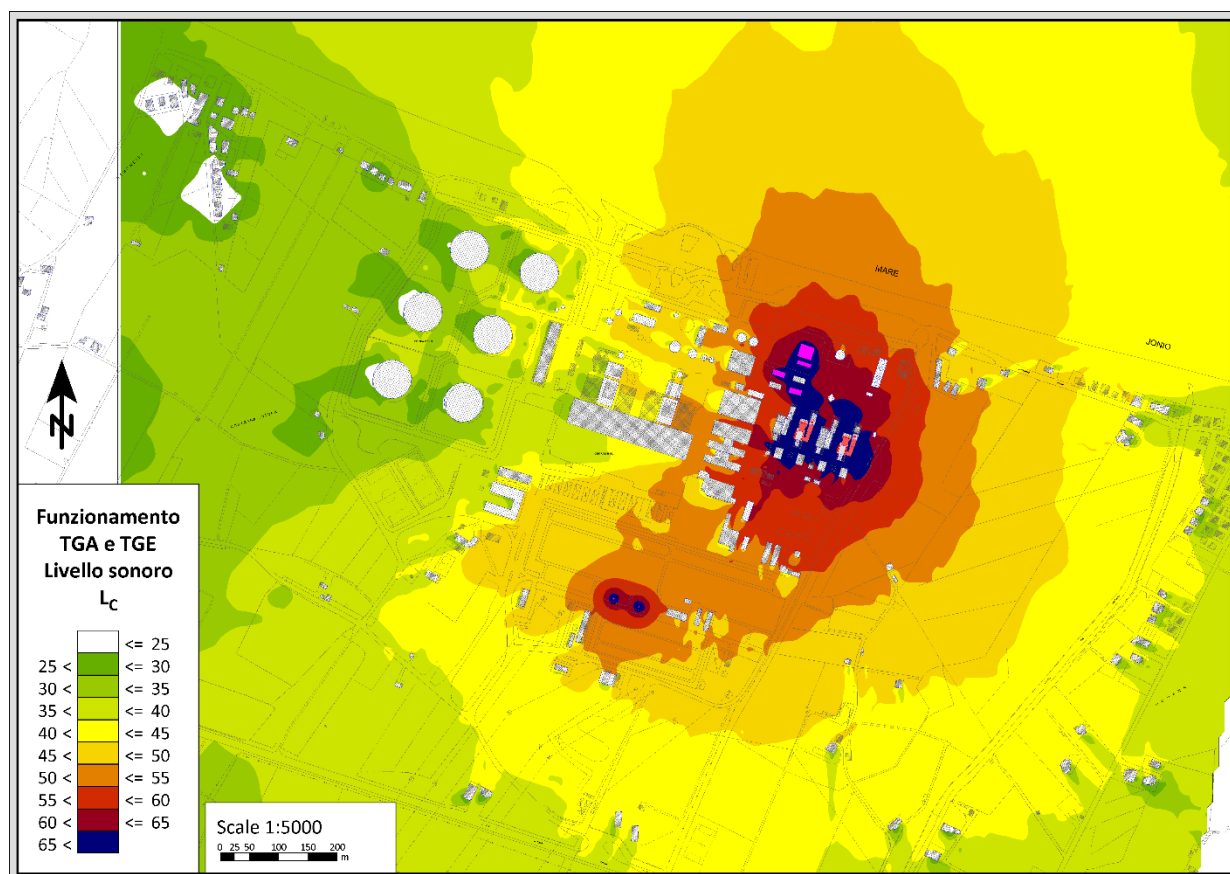 MARE
JONIO
N
Funzionamento
TGA e TGE
Livello sonoro
L_C
<= 25
25 < <= 30
30 < <= 35
35 < <= 40
40 < <= 45
45 < <= 50
50 < <= 55
55 < <= 60
60 < <= 65
65 <
Scale 1:5000
0 25 50 100 150 200
m